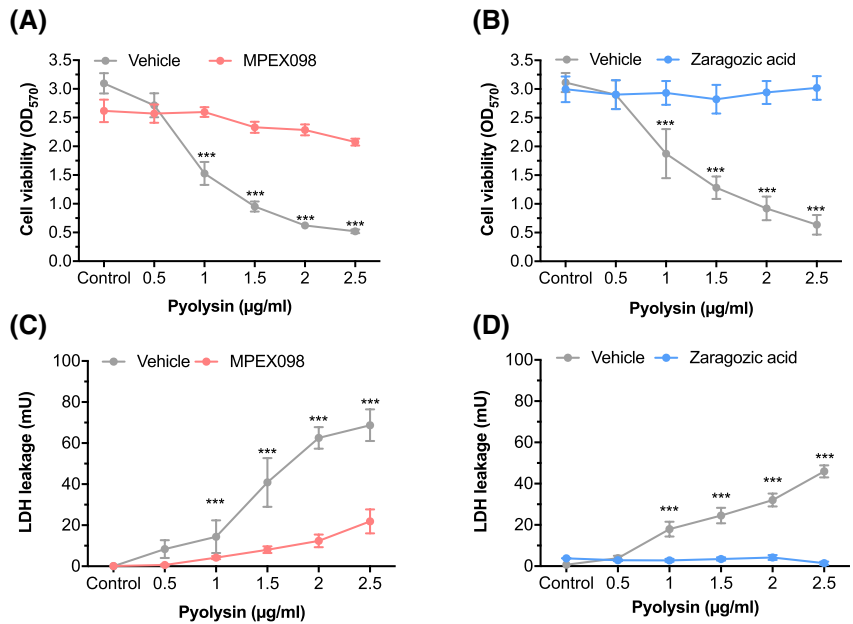 (A)
Vehicle MPEX098
Cell viability (OD570)
3.5
3.0
2.5
2.0
1.5
1.0
0.5
0.0
***
***
***
***
Control 0.5 1 1.5 2 2.5
Pyolysin (µg/ml)
(B)
Vehicle Zaragozic acid
Cell viability (OD570)
3.5
3.0
2.5
2.0
1.5
1.0
0.5
0.0
***
***
***
***
Control 0.5 1 1.5 2 2.5
Pyolysin (µg/ml)
(C)
Vehicle MPEX098
LDH leakage (mU)
100
80
60
40
20
0
***
***
***
***
Control 0.5 1 1.5 2 2.5
Pyolysin (µg/ml)
(D)
Vehicle Zaragozic acid
LDH leakage (mU)
100
80
60
40
20
0
***
***
***
***
Control 0.5 1 1.5 2 2.5
Pyolysin (µg/ml)